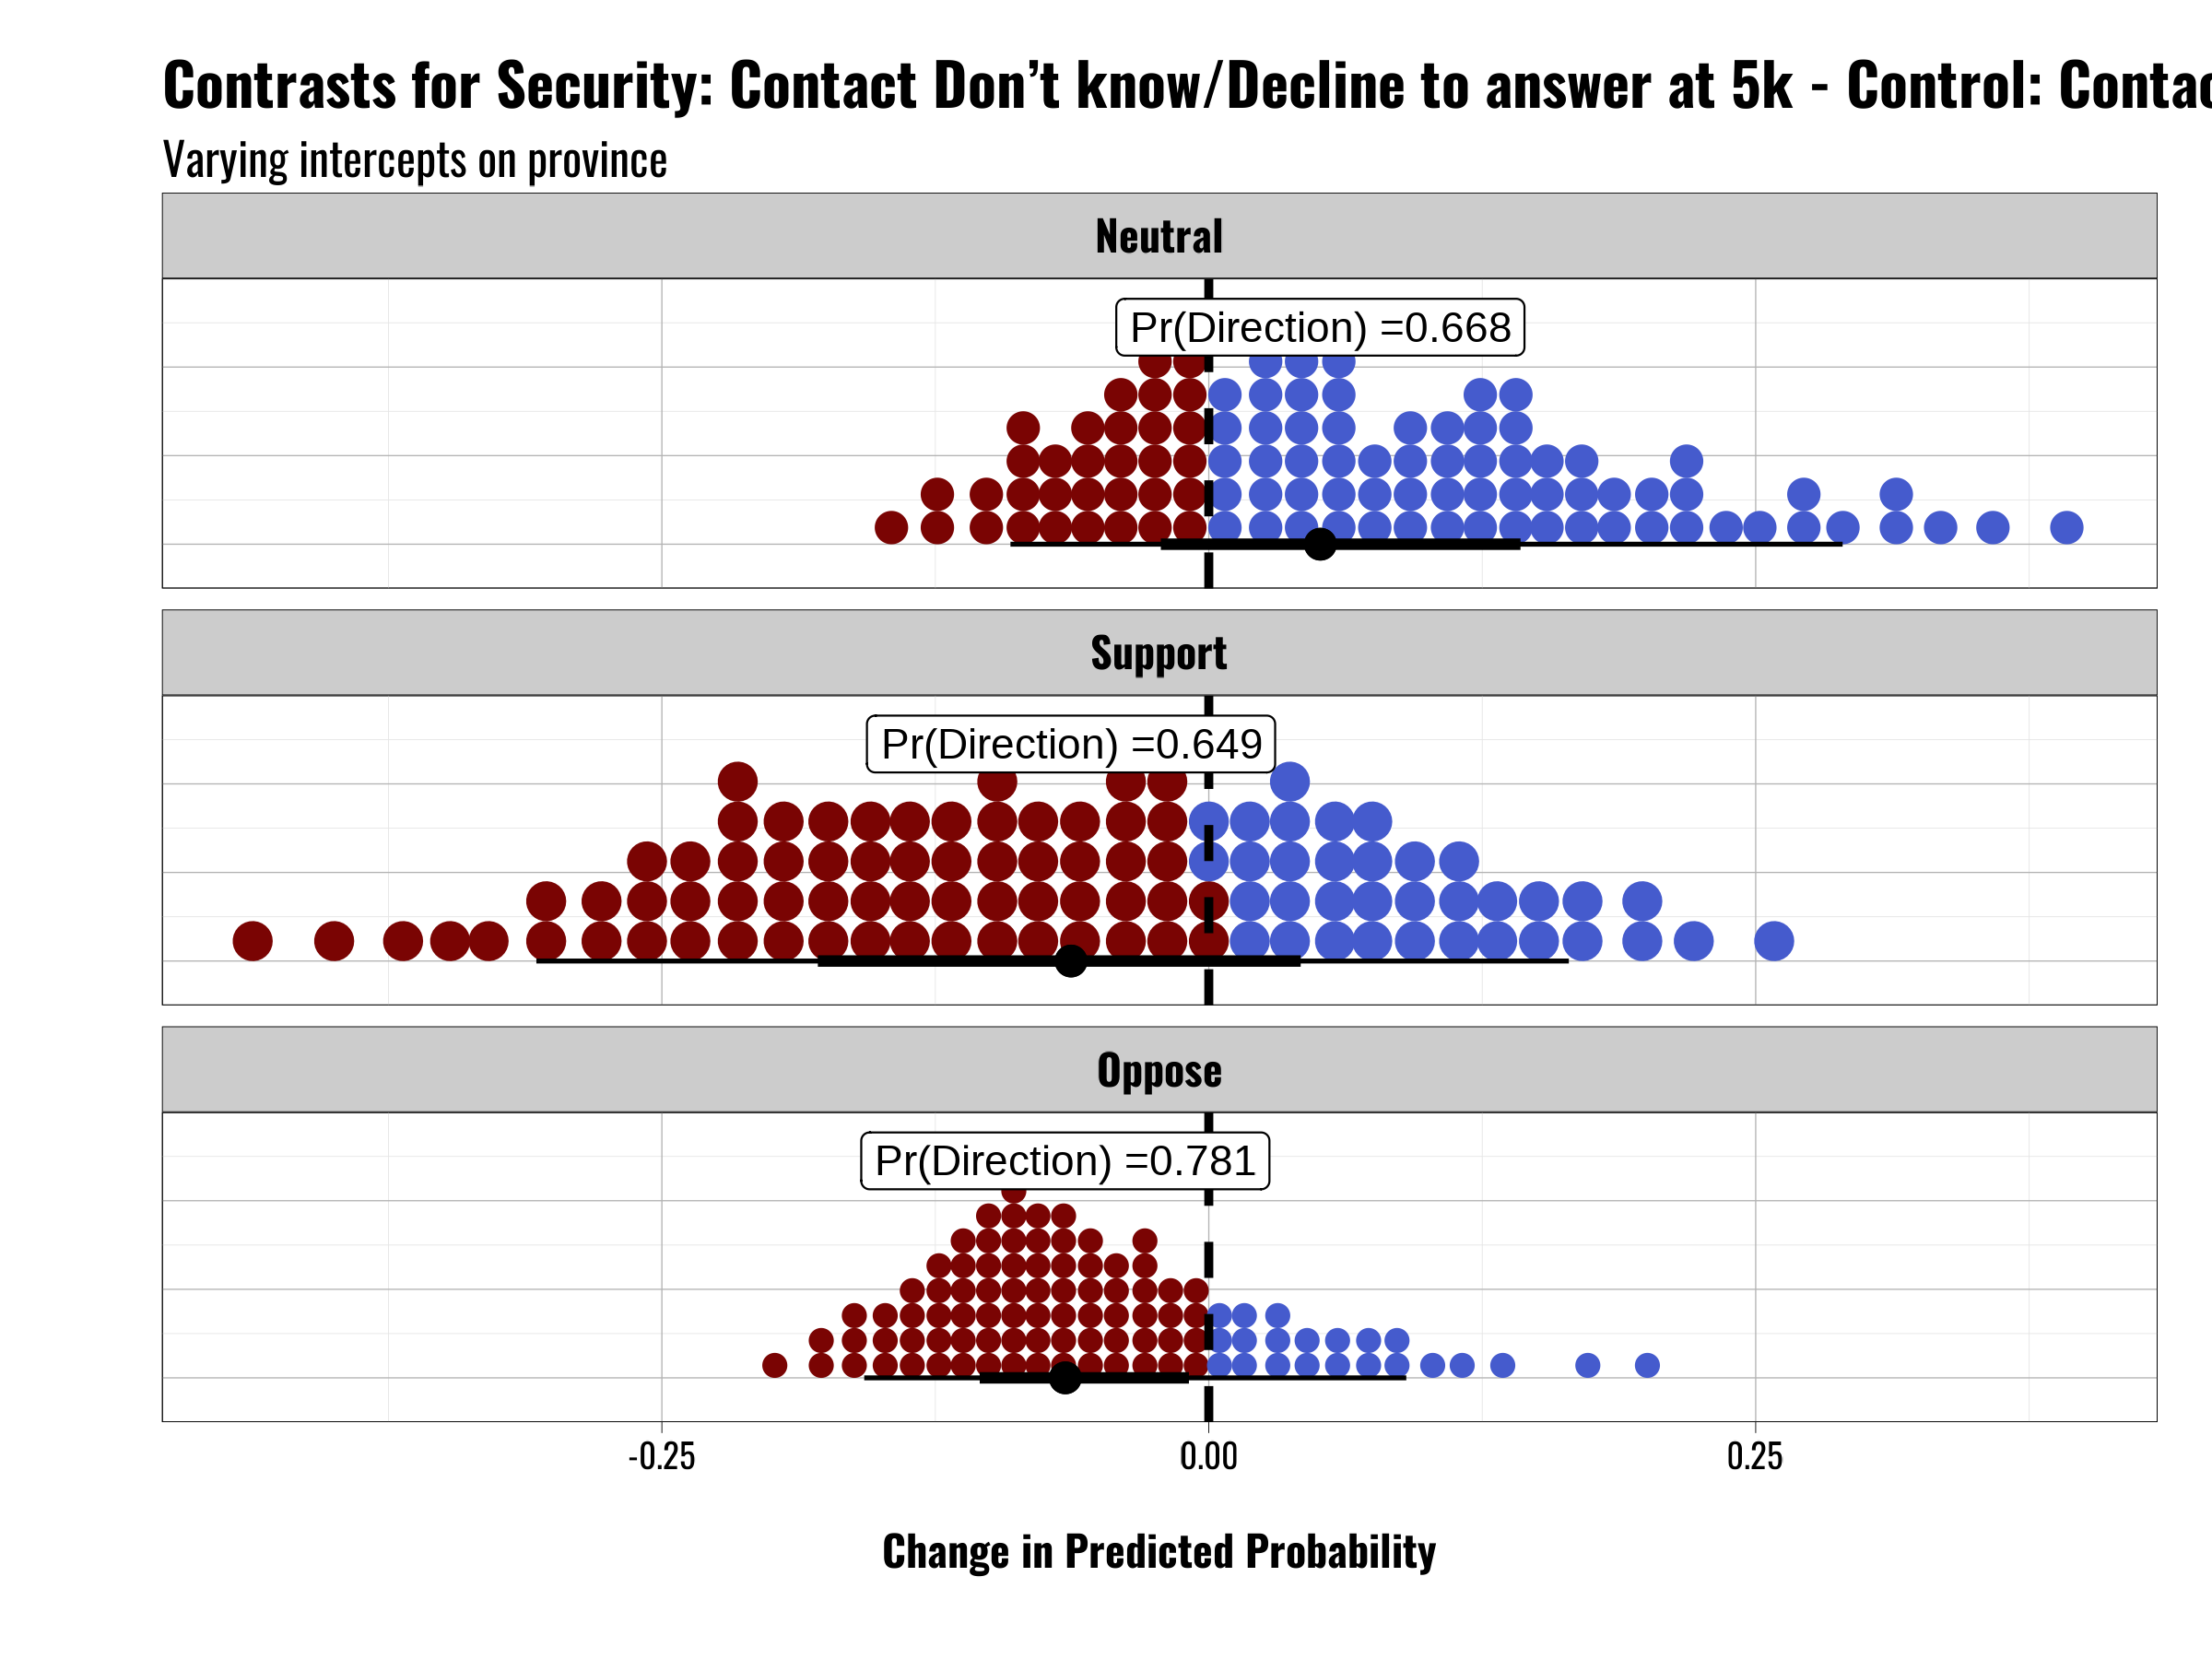 Contrasts for Security: Contact Don’t know/Decline to answer at 5k - Control:
Varying intercepts on province
Neutral
Pr(Direction) =0.668
Support
Pr(Direction) =0.649
Oppose
Pr(Direction) =0.781
-0.25 0.00 0.25
Change in Predicted Probability